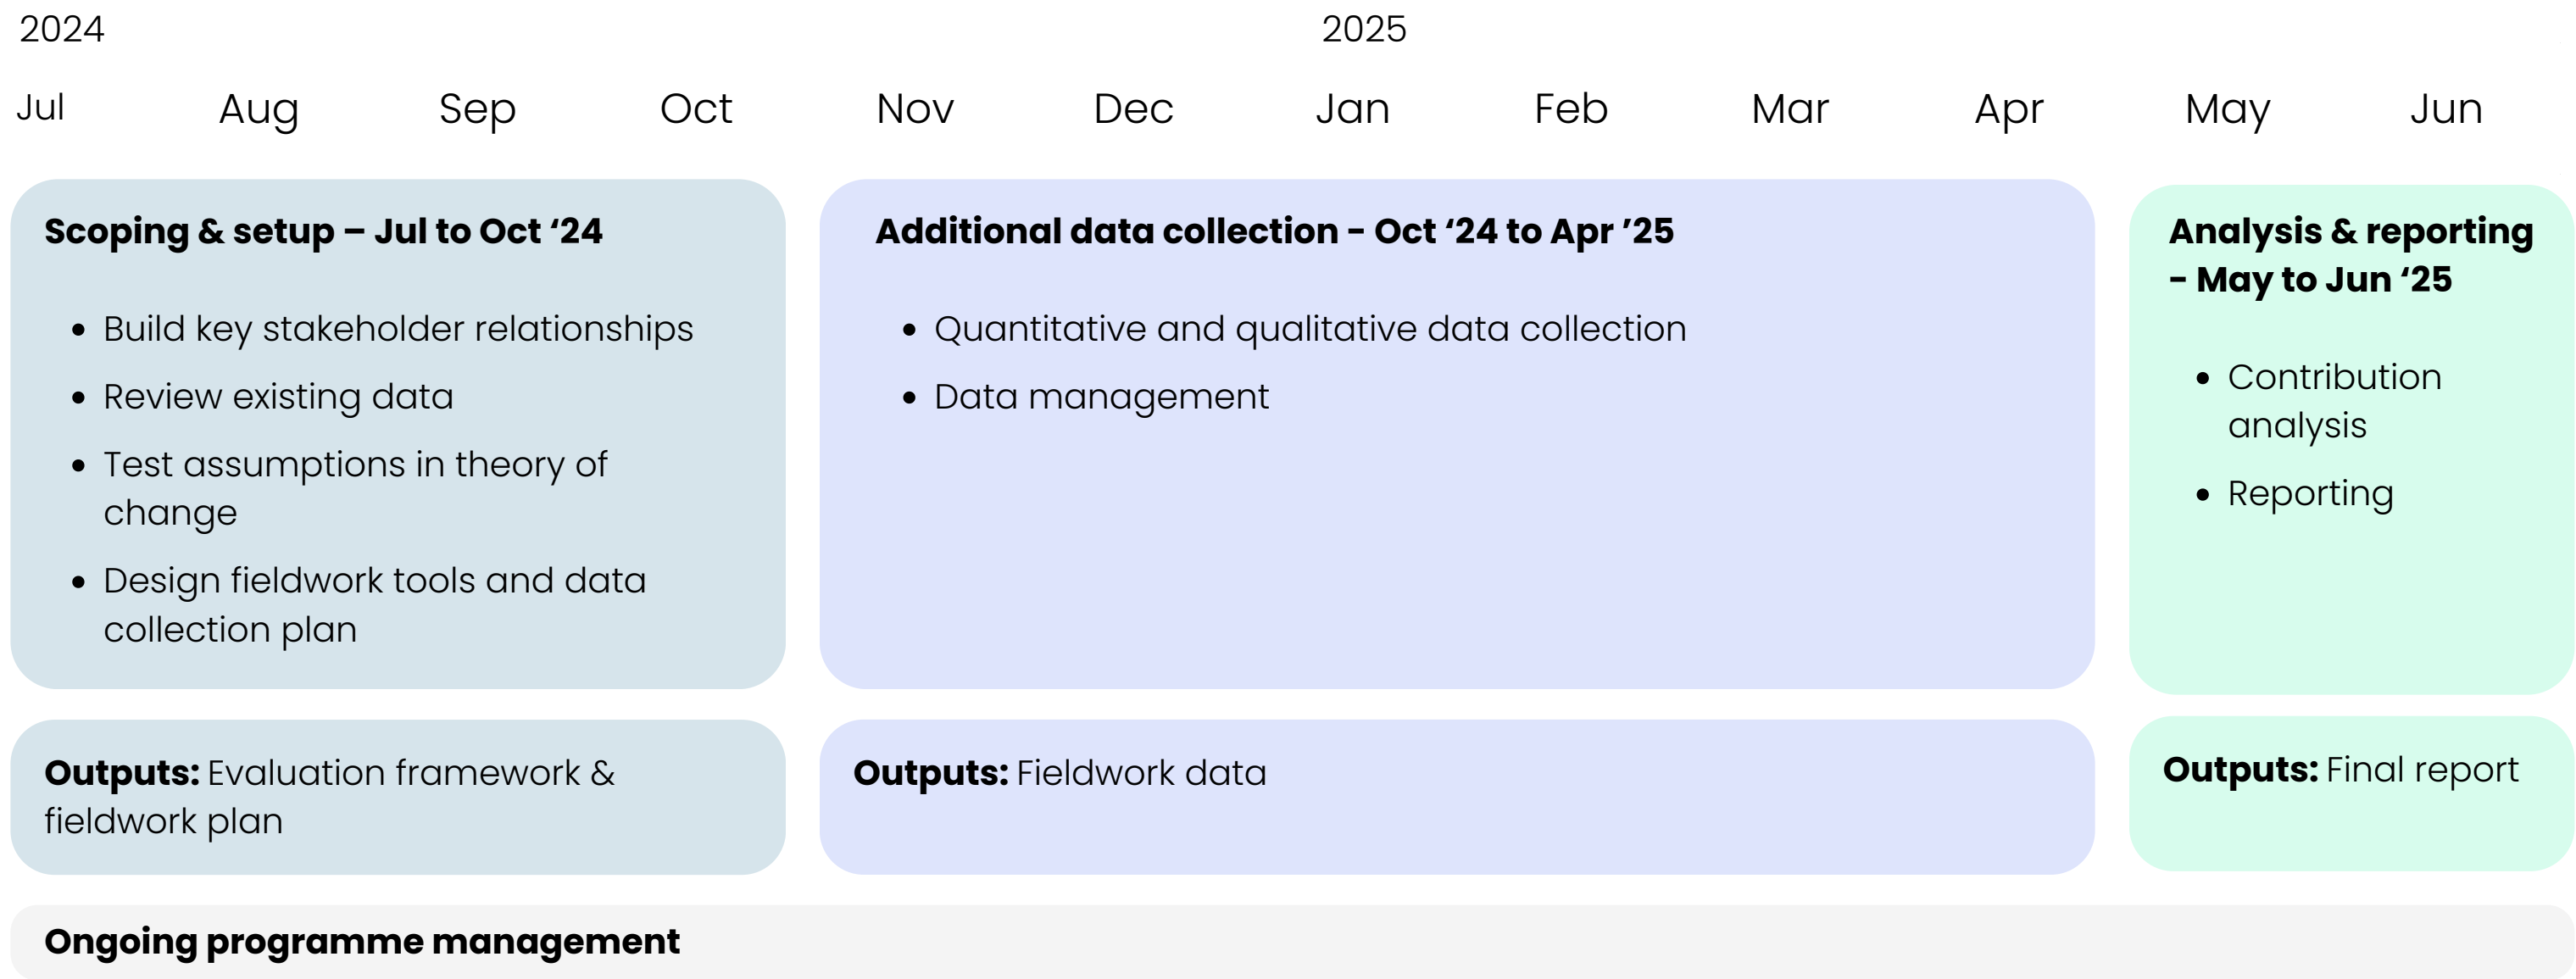 2024
2025
Jul
Aug
Sep
Oct
Nov
Dec
Jan
Feb
Mar
Apr
May
Jun
Scoping & setup – Jul to Oct ‘24
• Build key stakeholder relationships
• Review existing data
• Test assumptions in theory of
change
• Design fieldwork tools and data
collection plan
Additional data collection - Oct ‘24 to Apr ’25
• Quantitative and qualitative data collection
• Data management
Analysis & reporting
- May to Jun ‘25
• Contribution
analysis
• Reporting
Outputs: Evaluation framework &
fieldwork plan
Outputs: Fieldwork data
Outputs: Final report
Ongoing programme management